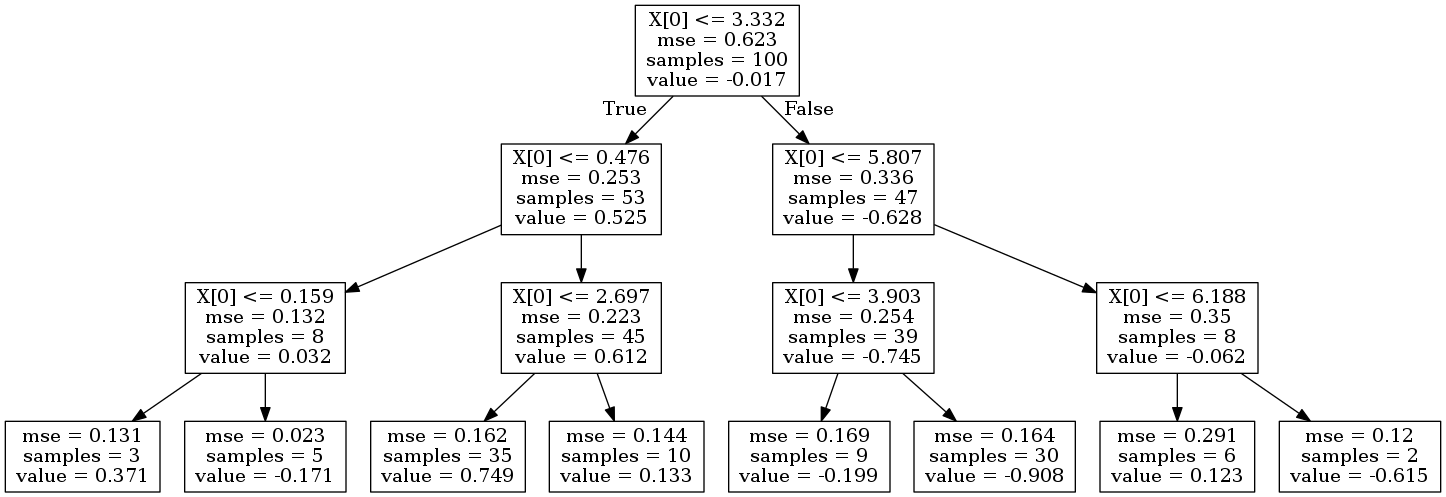 X[0] <= 3.332
mse = 0.623
samples = 100
value = -0.017
True
False
X[0] <= 0.476
mse = 0.253
samples = 53
value = 0.525
X[0] <= 5.807
mse = 0.336
samples = 47
value = -0.628
X[0] <= 0.159
mse = 0.132
samples = 8
value = 0.032
X[0] <= 2.697
mse = 0.223
samples = 45
value = 0.612
X[0] <= 3.903
mse = 0.254
samples = 39
value = -0.745
X[0] <= 6.188
mse = 0.35
samples = 8
value = -0.062
mse = 0.131
samples = 3
value = 0.371
mse = 0.023
samples = 5
value = -0.171
mse = 0.162
samples = 35
value = 0.749
mse = 0.144
samples = 10
value = 0.133
mse = 0.169
samples = 9
value = -0.199
mse = 0.164
samples = 30
value = -0.908
mse = 0.291
samples = 6
value = 0.123
mse = 0.12
samples = 2
value = -0.615